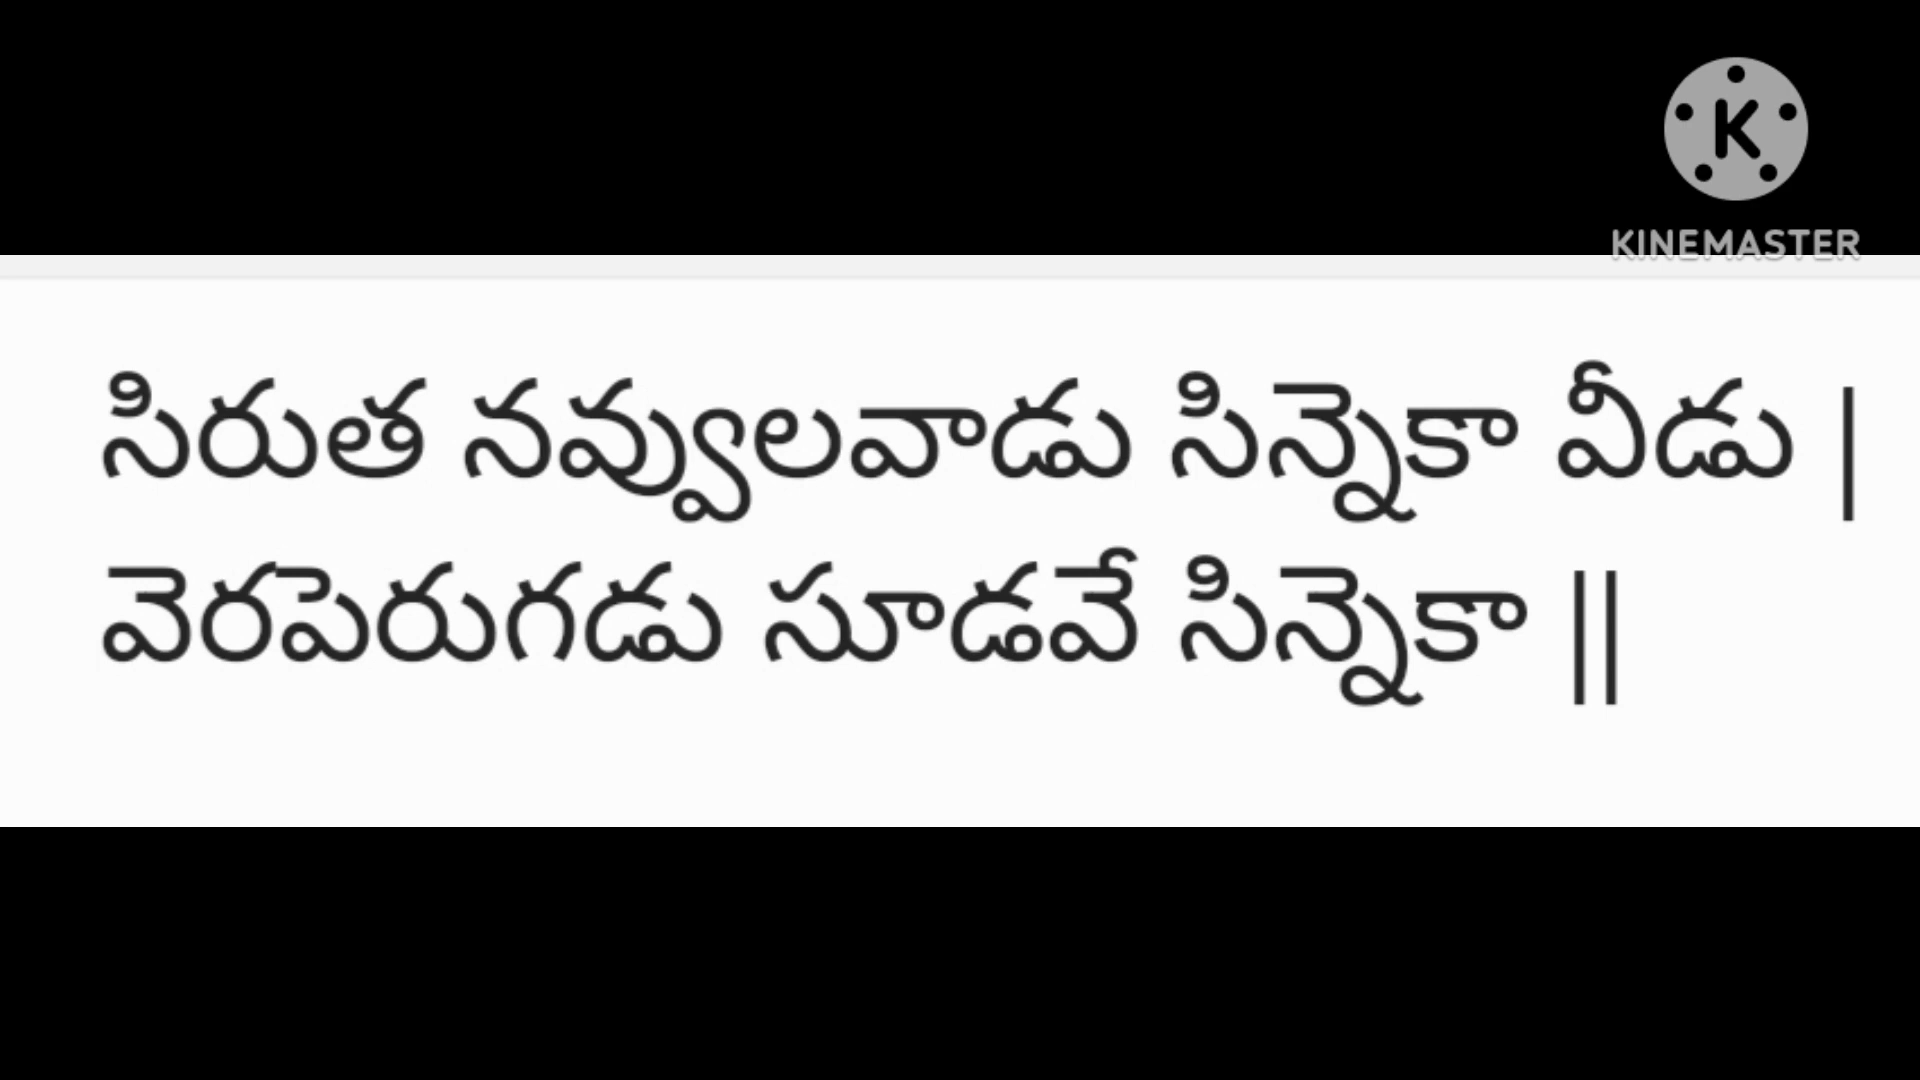 KINEMASTER
సిరుత నవ్వులవాడు సిన్నెకా వీడు |
వెరపెరుగడు సూడవే సిన్నెకా ||